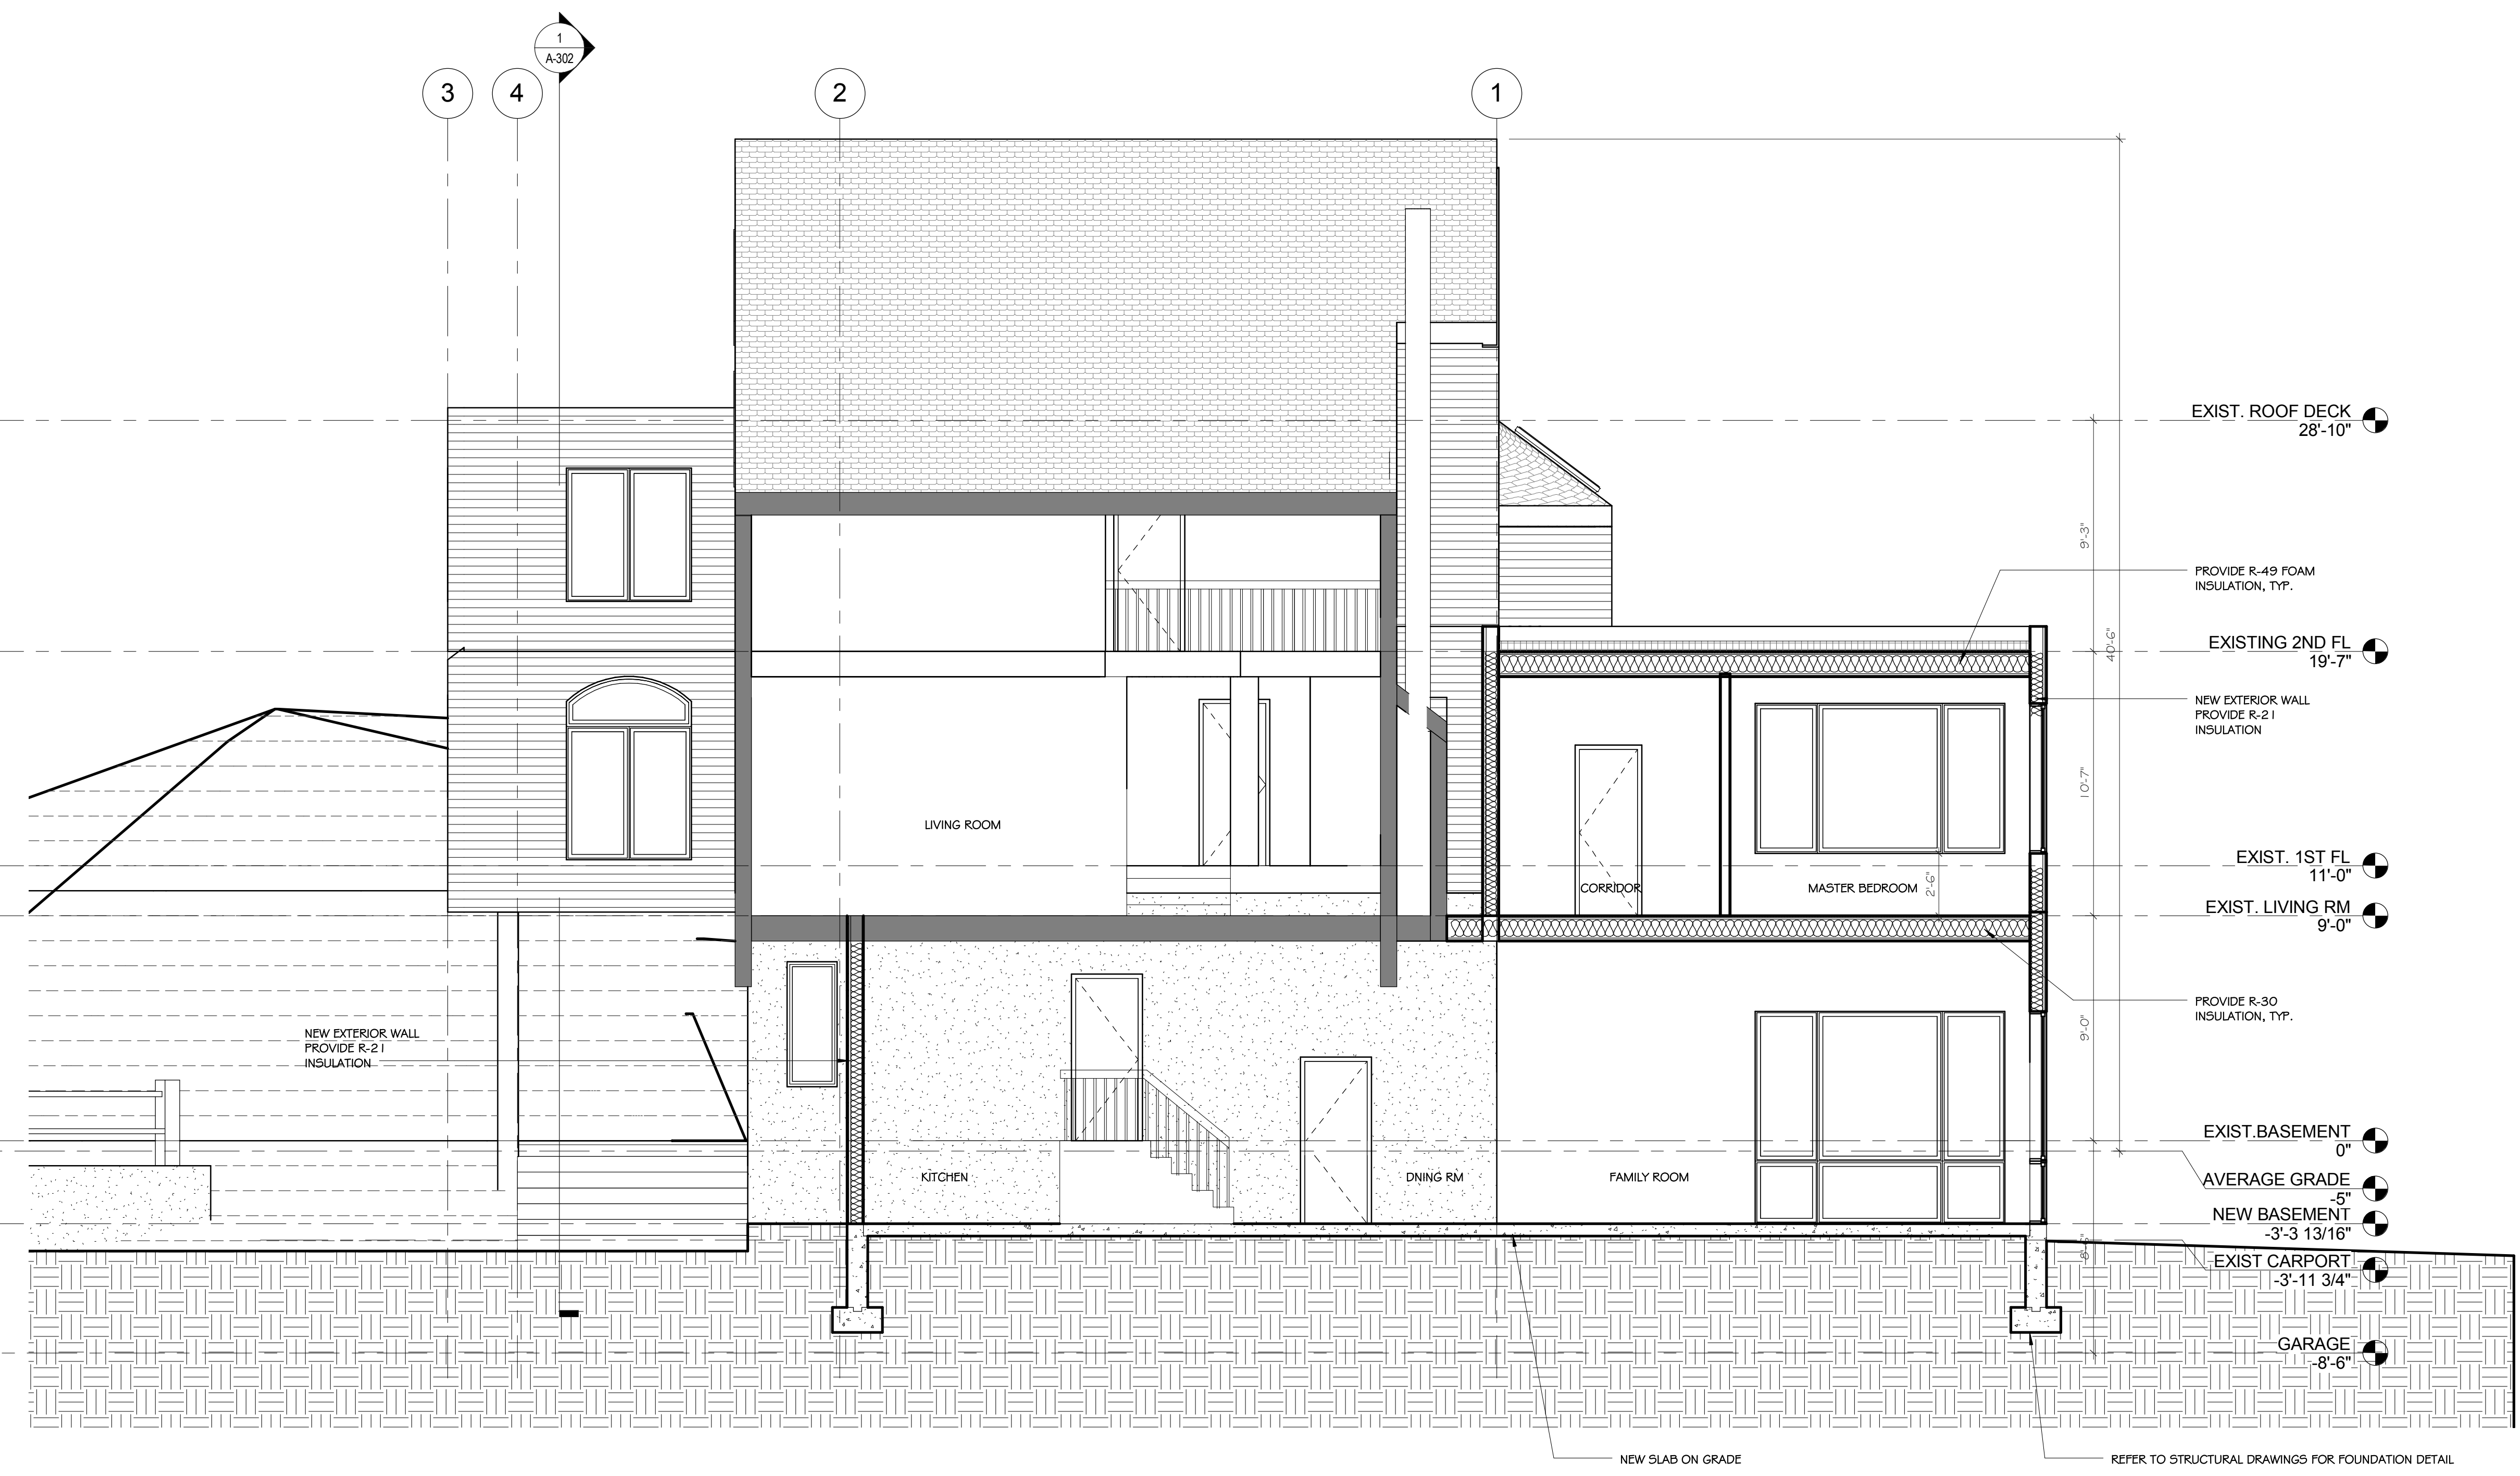 1
A-302
3
4
2
1
EXIST. ROOF DECK
28'-10"
9'-3"
PROVIDE R-49 FOAM
INSULATION, TYP.
40'-6"
EXISTING 2ND FL
19'-7"
NEW EXTERIOR WALL
PROVIDE R-21
INSULATION
10'-7"
LIVING ROOM
EXIST. 1ST FL
11'-0"
CORRIDOR
MASTER BEDROOM
2'-6"
EXIST. LIVING RM
9'-0"
PROVIDE R-30
INSULATION, TYP.
9'-0"
NEW EXTERIOR WALL
PROVIDE R-21
INSULATION
EXIST.BASEMENT
0"
KITCHEN
DNING RM
FAMILY ROOM
AVERAGE GRADE
-5"
NEW BASEMENT
-3'-3 13/16"
8'-6"
EXIST CARPORT
-3'-11 3/4"
GARAGE
-8'-6"
NEW SLAB ON GRADE
REFER TO STRUCTURAL DRAWINGS FOR FOUNDATION DETAIL